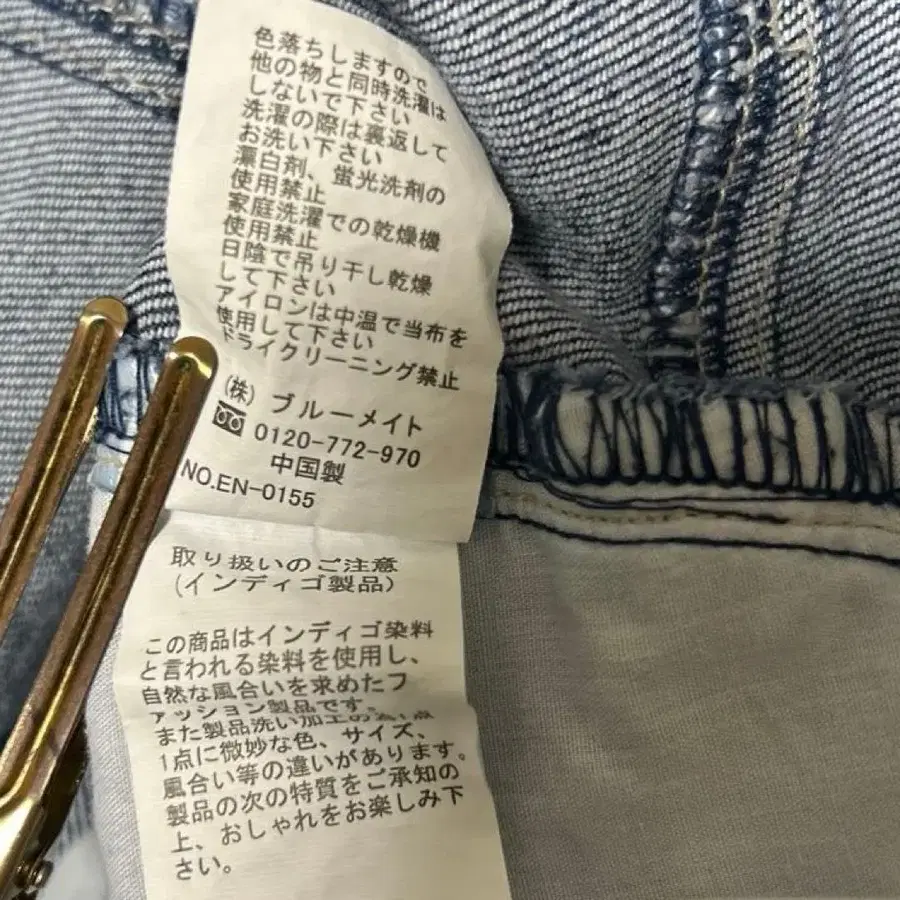 色落ちしますので
他の物と同時洗濯は
しないで下さい
洗濯の際は裏返して
お洗い下さい
漂白剤、蛍光洗剤の
使用禁止
家庭洗濯での乾燥機
使用禁止
日陰で吊り干し乾燥
して下さい
アイロンは中温で当布を
使用して下さい
ドライクリーニング禁止
(株) ブルーメイト
0120-772-970
中国製
NO.EN-0155
取り扱いのご注意
(インディゴ製品)
この商品はインディゴ染料
と言われる染料を使用し、
自然な風合いを求めたフ
ァッション製品です。
また製品洗い加工の為1点
1点に微妙な色、サイズ、
風合い等の違いがあります。
製品の次の特質をご承知の
上、おしゃれをお楽しみ下
さい。